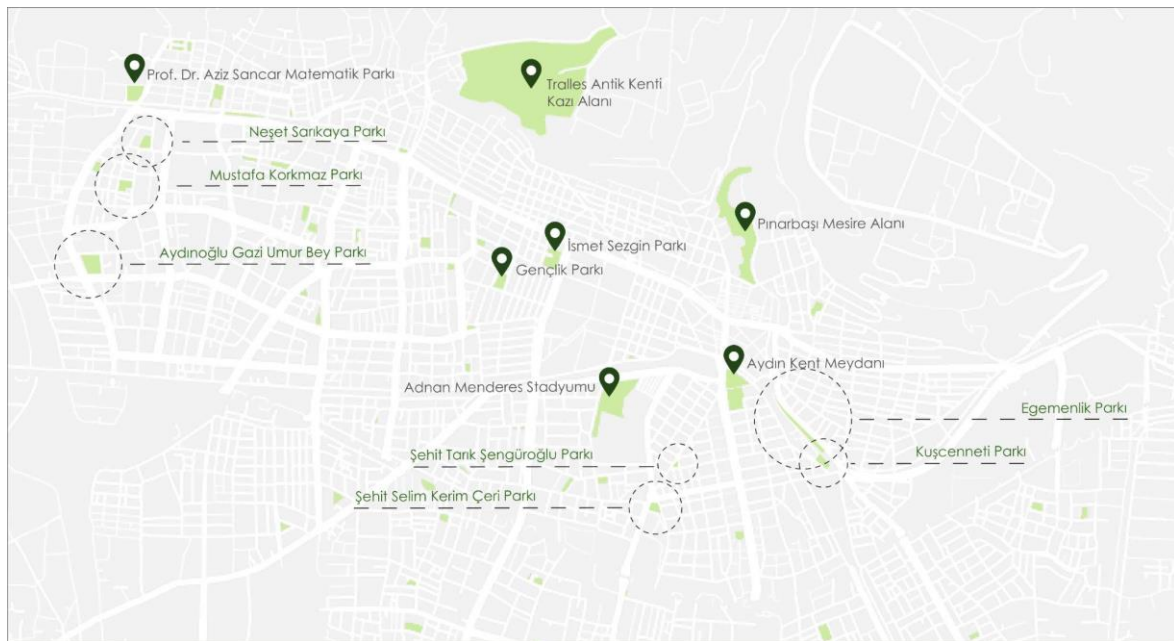 Prof. Dr. Aziz Sancar Matematik Parkı
Tralles Antik Kenti
Kazı Alanı
Neşet Sarıkaya Parkı
Mustafa Korkmaz Parkı
Pınarbaşı Mesire Alanı
İsmet Sezgin Parkı
Aydınoğlu Gazi Umur Bey Parkı
Gençlik Parkı
Aydın Kent Meydanı
Adnan Menderes Stadyumu
Egemenlik Parkı
Kuşcenneti Parkı
Şehit Tarık Şengüroğlu Parkı
Şehit Selim Kerim Çeri Parkı